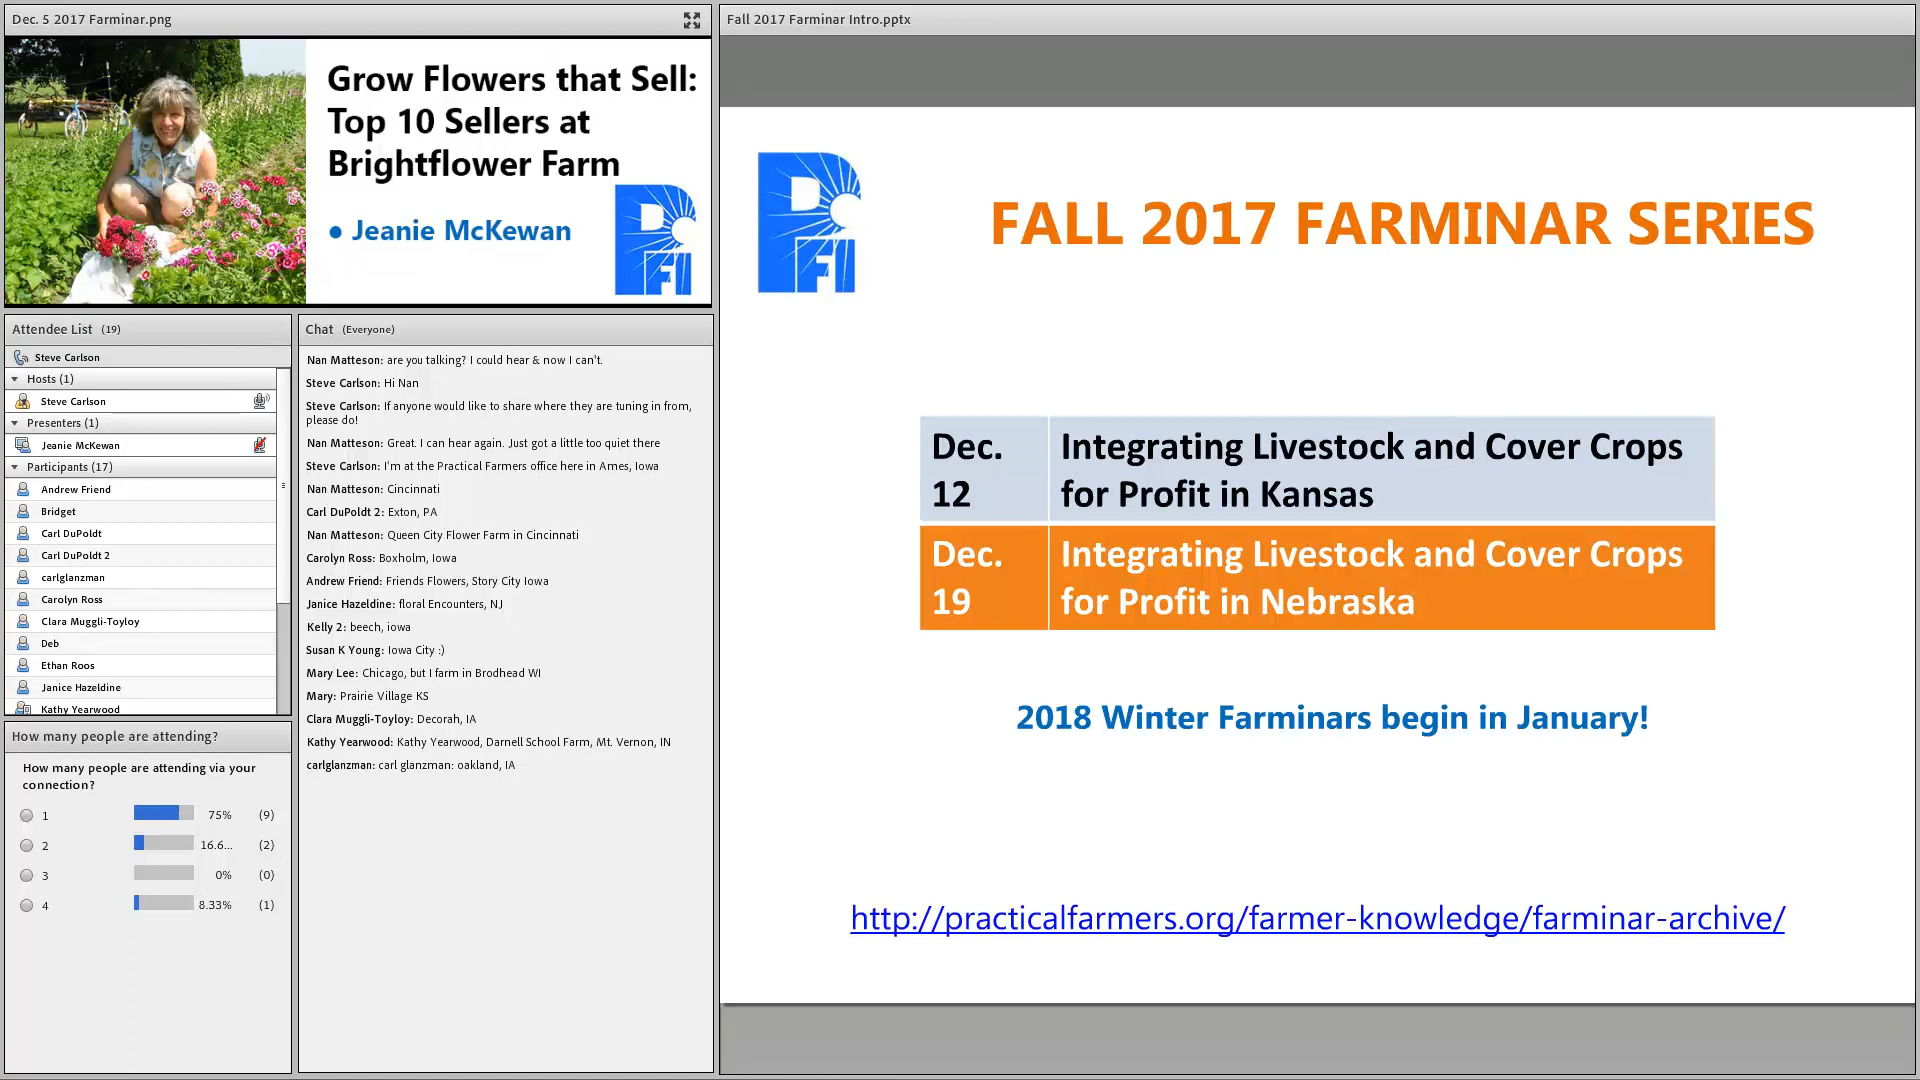 Dec. 5 2017 Farminar.png
Grow Flowers that Sell:
Top 10 Sellers at
Brightflower Farm
● Jeanie McKewan
PFI
Attendee List (19)
Steve Carlson
Hosts (1)
Steve Carlson
Presenters (1)
Jeanie McKewan
Participants (17)
Andrew Friend
Bridget
Carl DuPoldt
Carl DuPoldt 2
carlglanzman
Carolyn Ross
Clara Muggli-Toyloy
Deb
Ethan Roos
Janice Hazeldine
Kathy Yearwood
How many people are attending?
How many people are attending via your
connection?
1 75% (9)
2 16.6... (2)
3 0% (0)
4 8.33% (1)
Chat (Everyone)
Nan Matteson: are you talking? I could hear & now I can't.
Steve Carlson: Hi Nan
Steve Carlson: If anyone would like to share where they are tuning in from,
please do!
Nan Matteson: Great. I can hear again. Just got a little too quiet there
Steve Carlson: I'm at the Practical Farmers office here in Ames, Iowa
Nan Matteson: Cincinnati
Carl DuPoldt 2: Exton, PA
Nan Matteson: Queen City Flower Farm in Cincinnati
Carolyn Ross: Boxholm, Iowa
Andrew Friend: Friends Flowers, Story City Iowa
Janice Hazeldine: floral Encounters, NJ
Kelly 2: beech, iowa
Susan K Young: Iowa City :)
Mary Lee: Chicago, but I farm in Brodhead WI
Mary: Prairie Village KS
Clara Muggli-Toyloy: Decorah, IA
Kathy Yearwood: Kathy Yearwood, Darnell School Farm, Mt. Vernon, IN
carlglanzman: carl glanzman: oakland, IA
Fall 2017 Farminar Intro.pptx
PFI
FALL 2017 FARMINAR SERIES
Dec. Integrating Livestock and Cover Crops
12 for Profit in Kansas
Dec. Integrating Livestock and Cover Crops
19 for Profit in Nebraska
2018 Winter Farminars begin in January!
http://practicalfarmers.org/farmer-knowledge/farminar-archive/